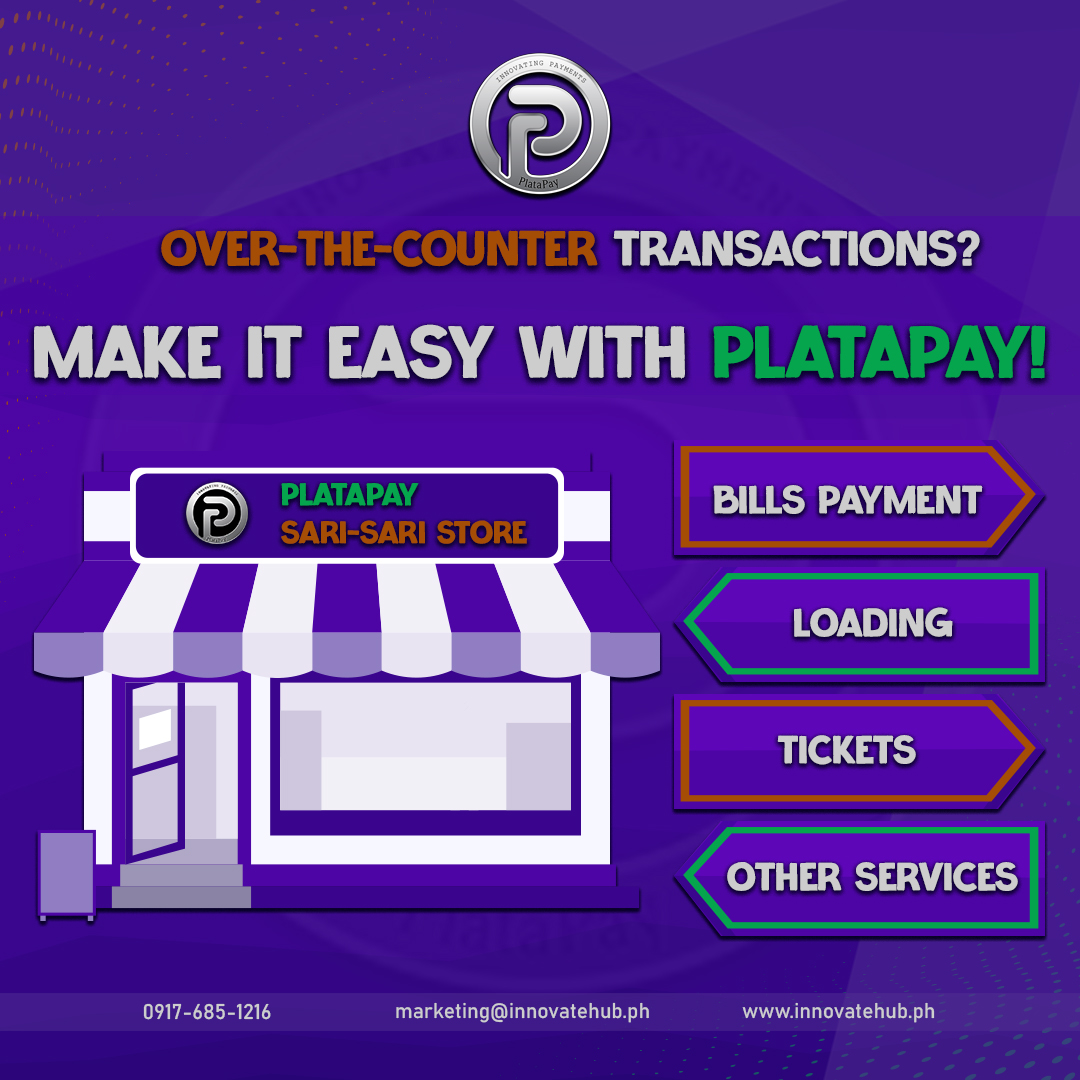 INNOVATING PAYMENTS
PlataPay
OVER-THE-COUNTER TRANSACTIONS?
MAKE IT EASY WITH PLATAPAY!
PLATAPAY
SARI-SARI STORE
BILLS PAYMENT
LOADING
TICKETS
OTHER SERVICES
PlataPay
0917-685-1216
marketing@innovatehub.ph
www.innovatehub.ph